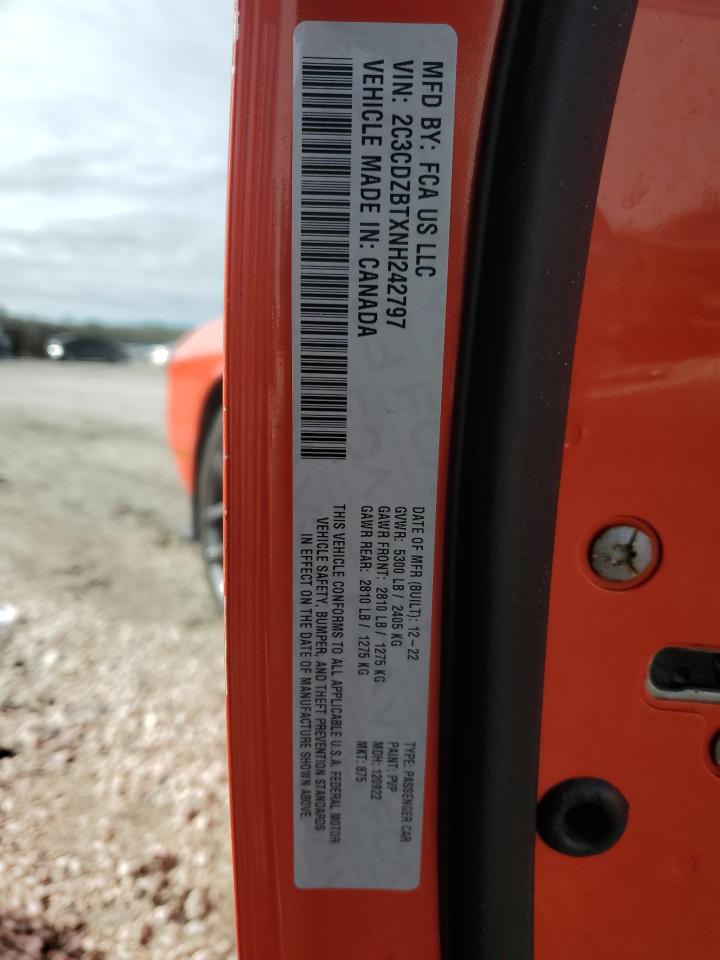 MFD BY: FCA US LLC
VIN: 2C3CDZBTXNH242797
VEHICLE MADE IN: CANADA
DATE OF MFR (BUILT): 12-22
GVWR: 5300 LB / 2405 KG
GAWR FRONT: 2810 LB / 1275 KG
GAWR REAR: 2810 LB / 1275 KG
THIS VEHICLE CONFORMS TO ALL APPLICABLE U.S.A. FEDERAL MOTOR
VEHICLE SAFETY, BUMPER, AND THEFT PREVENTION STANDARDS
IN EFFECT ON THE DATE OF MANUFACTURE SHOWN ABOVE.
TYPE: PASSENGER CAR
PAINT: PVP
MDH: 120922
MKT: 875